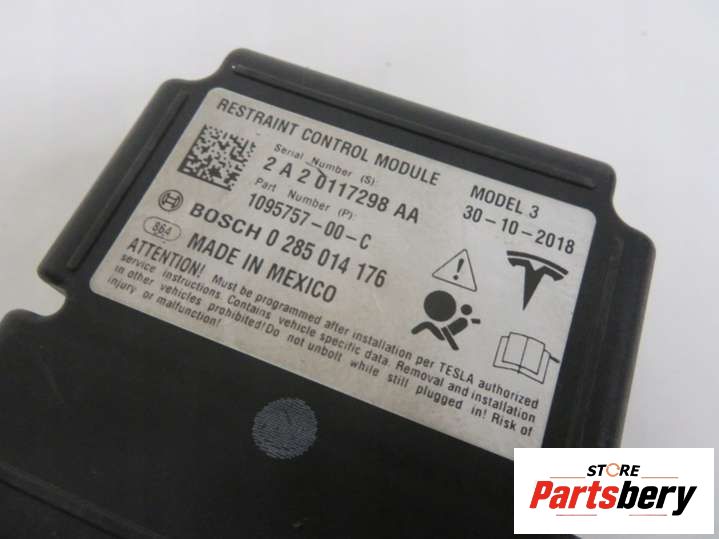 RESTRAINT CONTROL MODULE
MODEL 3
Serial Number (S):
2 A 2 0117298 AA
30-10-2018
Part Number (P):
1095757-00-C
BOSCH 0 285 014 176
864
MADE IN MEXICO
ATTENTION! Must be programmed after installation per TESLA authorized
service instructions. Contains vehicle specific data. Removal and installation
in other vehicles prohibited! Do not unbolt while still plugged in! Risk of
injury or malfunction!
STORE
Partsbery